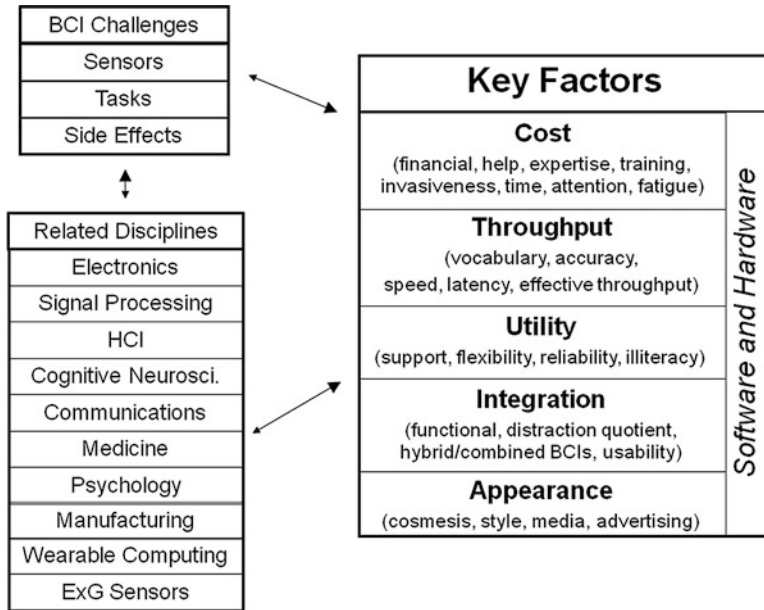 BCI Challenges
Sensors
Tasks
Side Effects
Related Disciplines
Electronics
Signal Processing
HCI
Cognitive Neurosci.
Communications
Medicine
Psychology
Manufacturing
Wearable Computing
ExG Sensors
Key Factors
Cost
(financial, help, expertise, training,
invasiveness, time, attention, fatigue)
Throughput
(vocabulary, accuracy,
speed, latency, effective throughput)
Utility
(support, flexibility, reliability, illiteracy)
Integration
(functional, distraction quotient,
hybrid/combined BCIs, usability)
Appearance
(cosmesis, style, media, advertising)
Software and Hardware